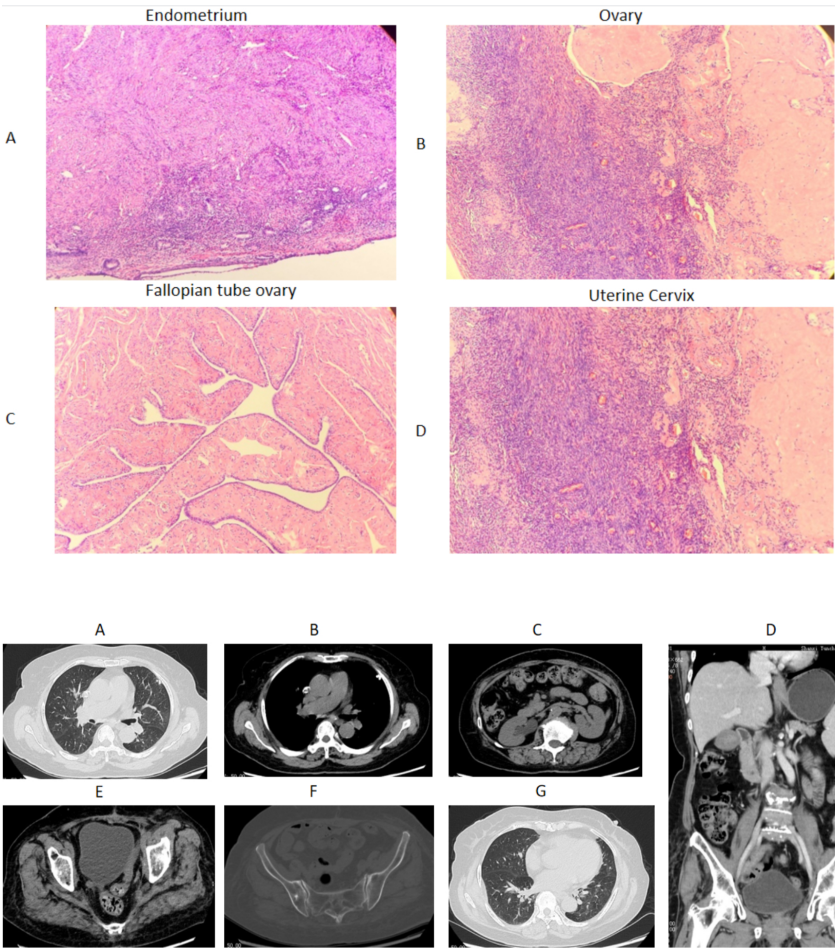 Endometrium
Ovary
A
B
Fallopian tube ovary
Uterine Cervix
C
D
A
B
C
D
E
F
G